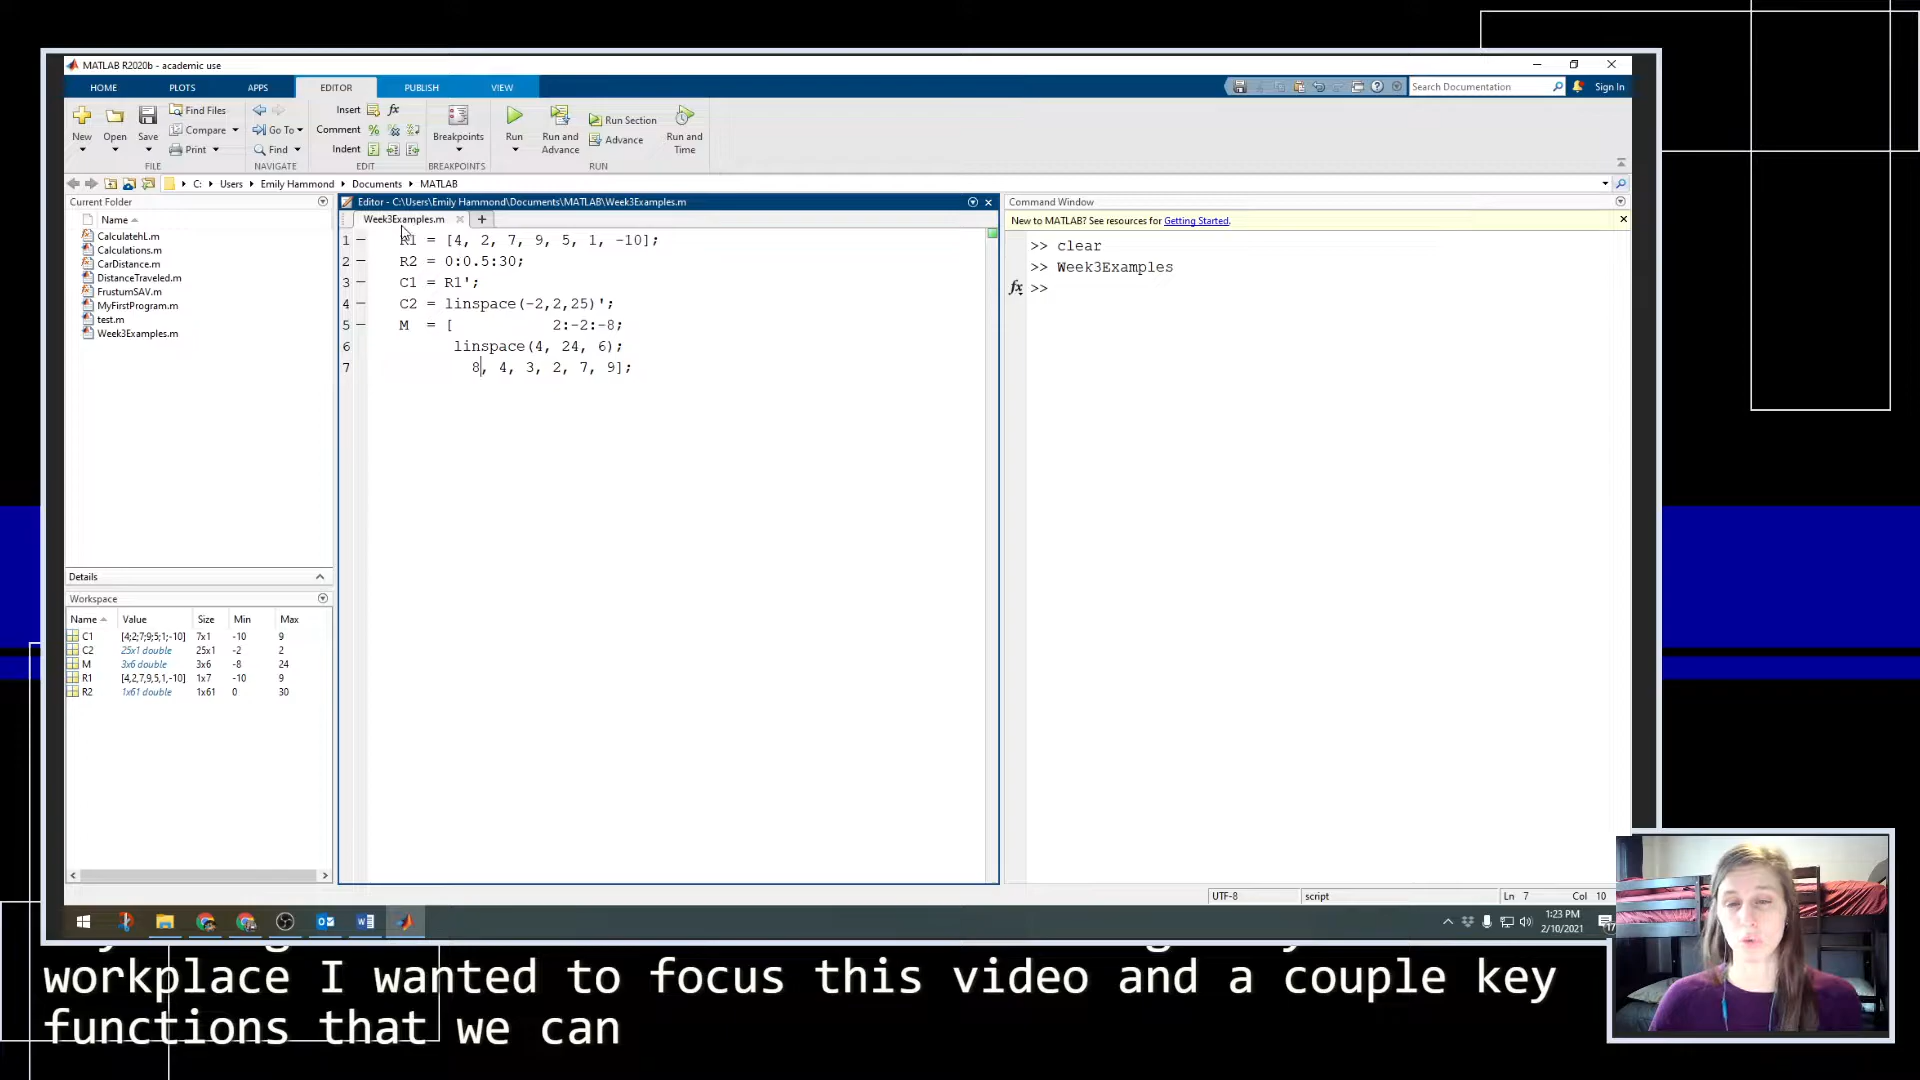 MATLAB R2020b - academic use
HOME PLOTS APPS EDITOR PUBLISH VIEW
Search Documentation Sign In
New Open Save Find Files Compare Print
Go To Find
Insert fx
Comment
Indent
Breakpoints
Run Run and Advance Run Section Advance Run and Time
FILE NAVIGATE EDIT BREAKPOINTS RUN
C: Users Emily Hammond Documents MATLAB
Current Folder
Name
CalculatehL.m
Calculations.m
CarDistance.m
DistanceTraveled.m
FrustumSAV.m
MyFirstProgram.m
test.m
Week3Examples.m
Details
Workspace
Name Value Size Min Max
C1 [4;2;7;9;5;1;-10] 7x1 -10 9
C2 25x1 double 25x1 -2 2
M 3x6 double 3x6 -8 24
R1 [4,2,7,9,5,1,-10] 1x7 -10 9
R2 1x61 double 1x61 0 30
Editor - C:\Users\Emily Hammond\Documents\MATLAB\Week3Examples.m
Week3Examples.m
1 R1 = [4, 2, 7, 9, 5, 1, -10];
2 R2 = 0:0.5:30;
3 C1 = R1';
4 C2 = linspace(-2,2,25)';
5 M = [ 2:-2:-8;
6 linspace(4, 24, 6);
7 8, 4, 3, 2, 7, 9];
Command Window
New to MATLAB? See resources for Getting Started.
>> clear
>> Week3Examples
fx >>
UTF-8 script Ln 7 Col 10
1:23 PM
2/10/2021
17
workplace I wanted to focus this video and a couple key
functions that we can